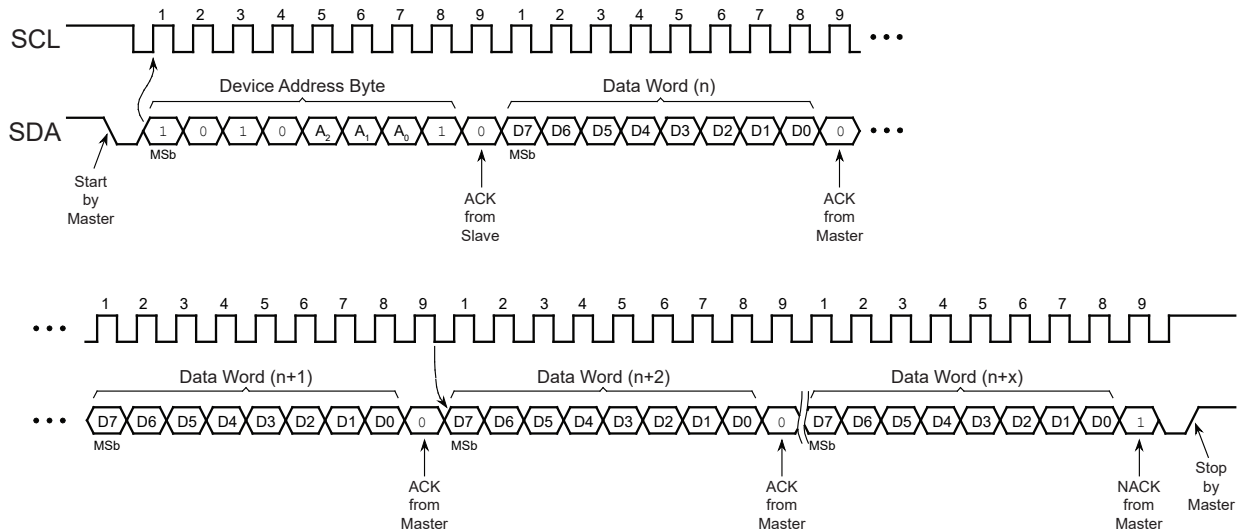 1 2 3 4 5 6 7 8 9 1 2 3 4 5 6 7 8 9
SCL
Device Address Byte Data Word (n)
SDA 1 0 1 0 A2 A1 A0 1 0 D7 D6 D5 D4 D3 D2 D1 D0 0
MSb MSb
Start
by
Master
ACK
from
Slave
ACK
from
Master
1 2 3 4 5 6 7 8 9 1 2 3 4 5 6 7 8 9 1 2 3 4 5 6 7 8 9
Data Word (n+1) Data Word (n+2) Data Word (n+x)
D7 D6 D5 D4 D3 D2 D1 D0 0 D7 D6 D5 D4 D3 D2 D1 D0 0 D7 D6 D5 D4 D3 D2 D1 D0 1
MSb MSb MSb
ACK
from
Master
ACK
from
Master
NACK
from
Master
Stop
by
Master